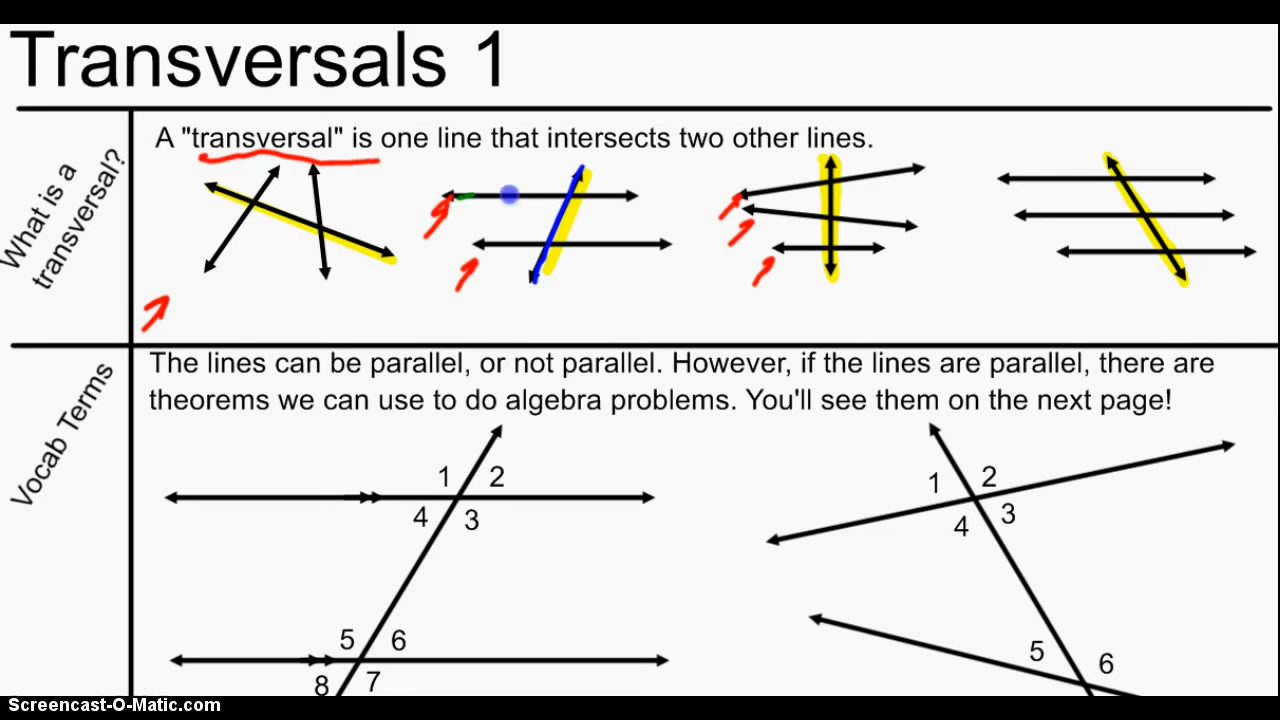 Transversals 1
What is a
transversal?
A "transversal" is one line that intersects two other lines.
Vocab Terms
The lines can be parallel, or not parallel. However, if the lines are parallel, there are
theorems we can use to do algebra problems. You'll see them on the next page!
1 2
4 3
5 6
8 7
1 2
4 3
5 6
Screencast-O-Matic.com